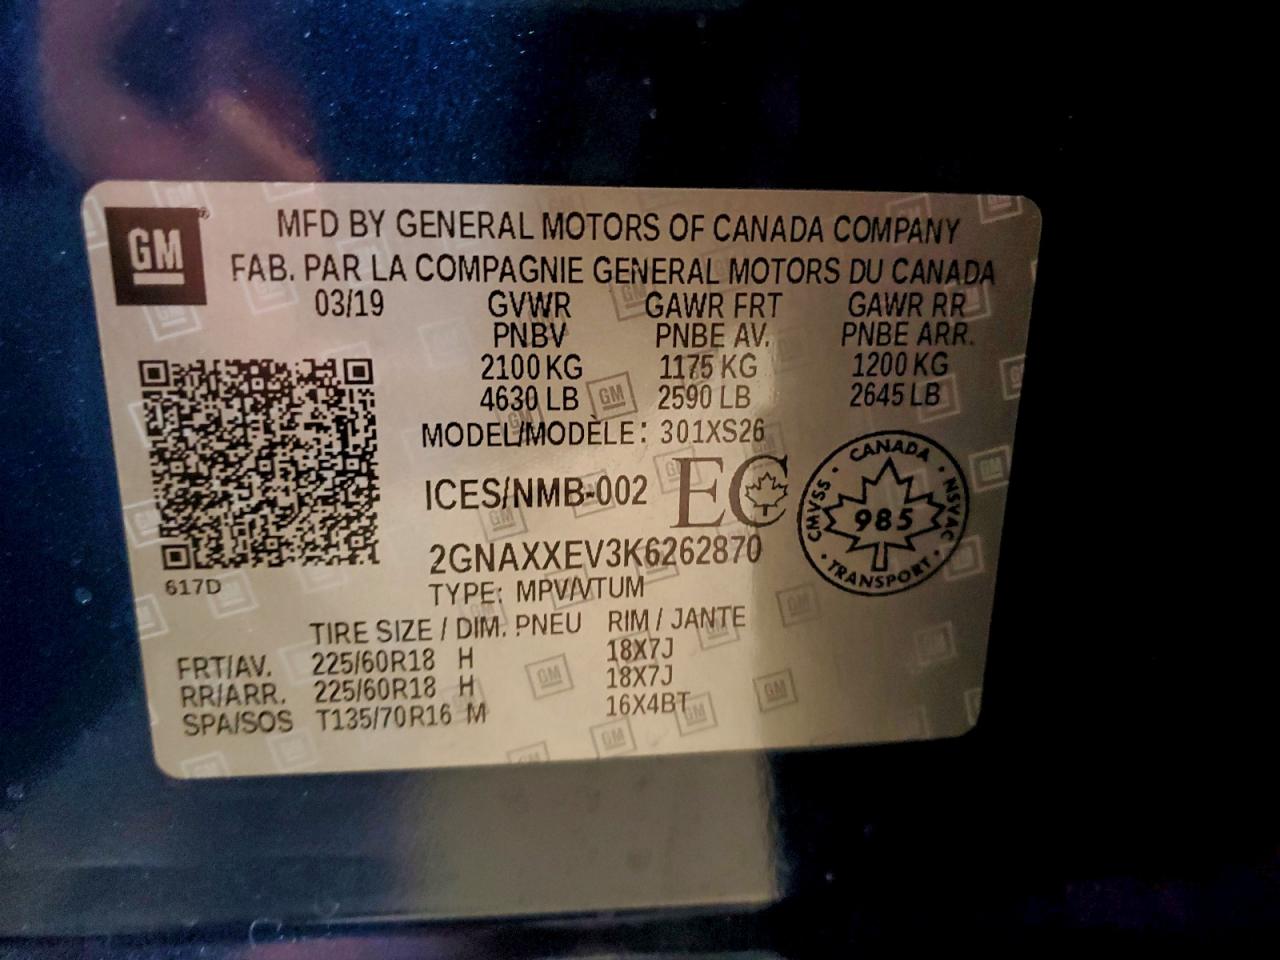 GM®
MFD BY GENERAL MOTORS OF CANADA COMPANY
FAB. PAR LA COMPAGNIE GENERAL MOTORS DU CANADA
03/19 GVWR GAWR FRT GAWR RR
PNBV PNBE AV. PNBE ARR.
2100 KG 1175 KG 1200 KG
4630 LB 2590 LB 2645 LB
MODEL/MODÈLE: 301XS26
ICES/NMB-002 EC
CANADA
CMVSS 985 NSVAC
TRANSPORT
2GNAXXEV3K6262870
617D
TYPE: MPV/VTUM
TIRE SIZE / DIM. PNEU RIM / JANTE
FRT/AV. 225/60R18 H 18X7J
RR/ARR. 225/60R18 H 18X7J
SPA/SOS T135/70R16 M 16X4BT